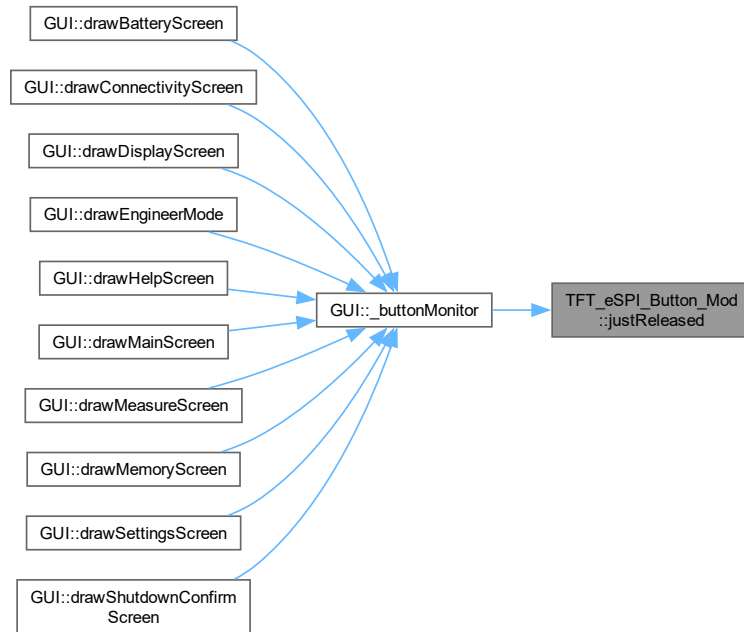 GUI::drawBatteryScreen
GUI::drawConnectivityScreen
GUI::drawDisplayScreen
GUI::drawEngineerMode
GUI::drawHelpScreen
GUI::drawMainScreen
GUI::drawMeasureScreen
GUI::drawMemoryScreen
GUI::drawSettingsScreen
GUI::drawShutdownConfirm
Screen
GUI::_buttonMonitor
TFT_eSPI_Button_Mod
::justReleased